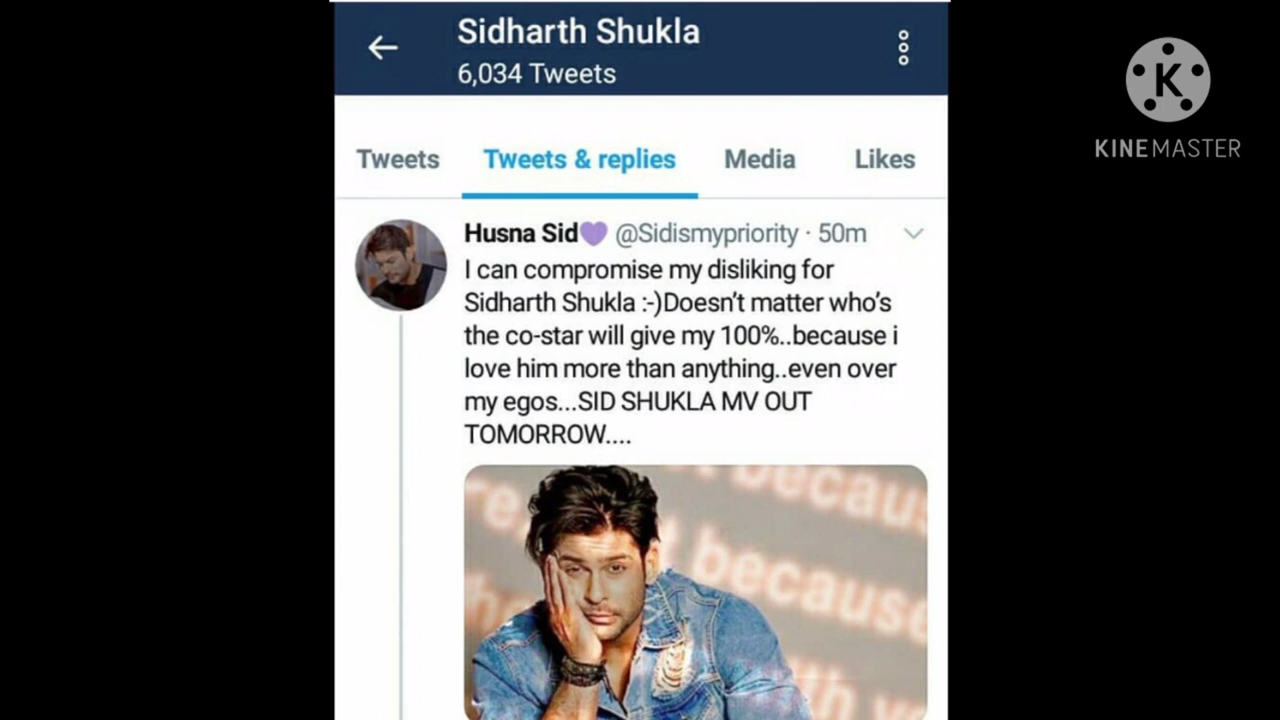 Sidharth Shukla
6,034 Tweets
K
KINEMASTER
Tweets Tweets & replies Media Likes
Husna Sid💜 @Sidismypriority · 50m
I can compromise my disliking for
Sidharth Shukla :-)Doesn't matter who's
the co-star will give my 100%..because i
love him more than anything..even over
my egos...SID SHUKLA MV OUT
TOMORROW....
becaus
because